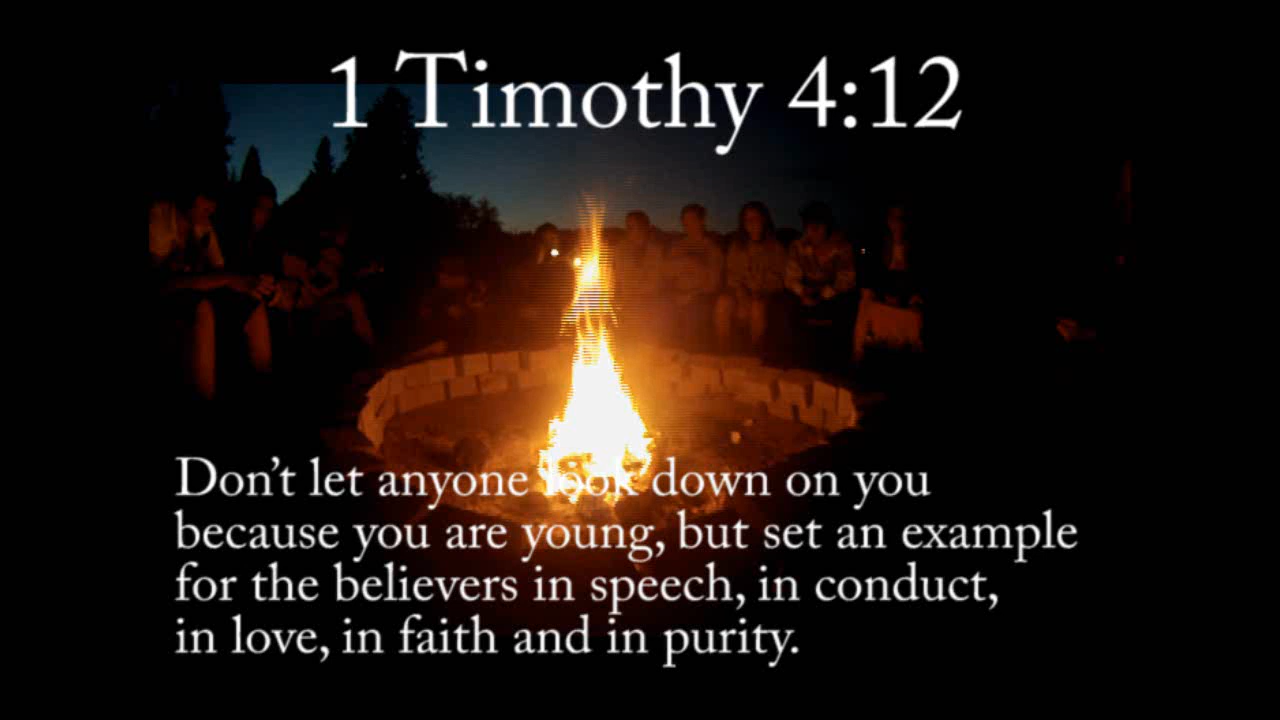 1 Timothy 4:12
Don’t let anyone look down on you
because you are young, but set an example
for the believers in speech, in conduct,
in love, in faith and in purity.